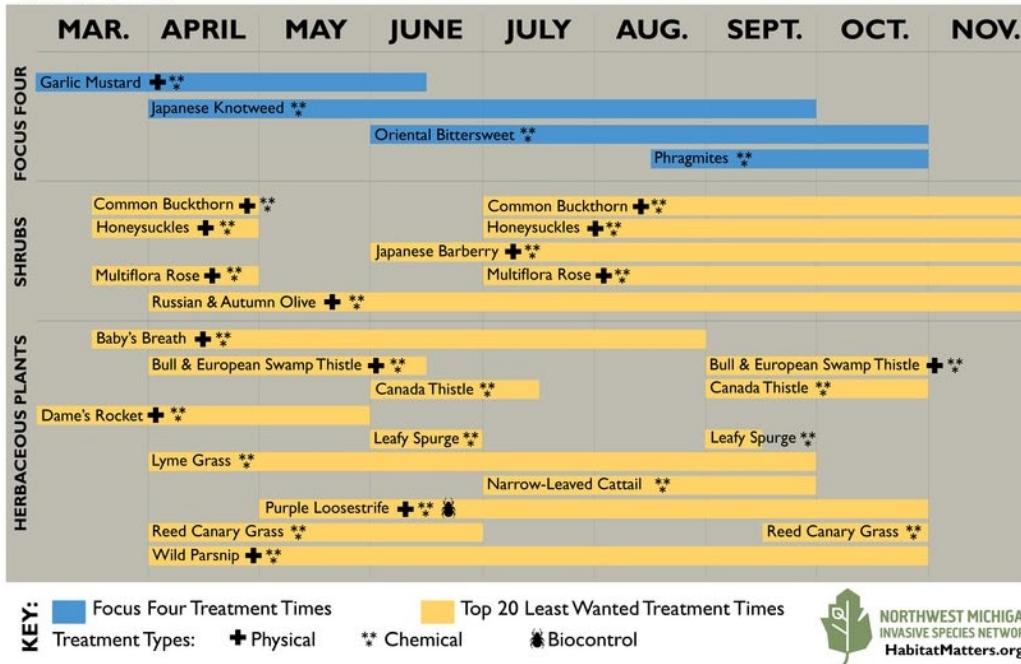 MAR. APRIL MAY JUNE JULY AUG. SEPT. OCT. NOV.
FOCUS FOUR
Garlic Mustard
Japanese Knotweed
Oriental Bittersweet
Phragmites
SHRUBS
Common Buckthorn Common Buckthorn
Honeysuckles Honeysuckles
Japanese Barberry
Multiflora Rose Multiflora Rose
Russian & Autumn Olive
HERBACEOUS PLANTS
Baby's Breath
Bull & European Swamp Thistle Bull & European Swamp Thistle
Canada Thistle Canada Thistle
Dame's Rocket
Leafy Spurge Leafy Spurge
Lyme Grass
Narrow-Leaved Cattail
Purple Loosestrife
Reed Canary Grass Reed Canary Grass
Wild Parsnip
KEY:
Focus Four Treatment Times Top 20 Least Wanted Treatment Times
Treatment Types: Physical Chemical Biocontrol
NORTHWEST MICHIGA
INVASIVE SPECIES NETWOR
HabitatMatters.org